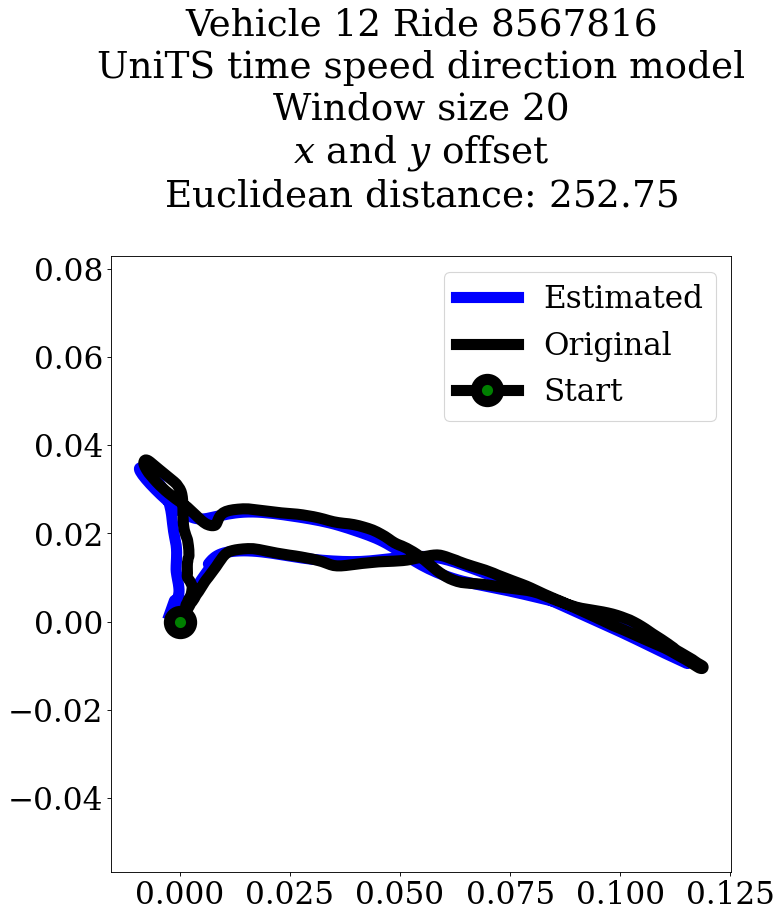 Vehicle 12 Ride 8567816
UniTS time speed direction model
Window size 20
x and y offset
Euclidean distance: 252.75
0.08
0.06
0.04
0.02
0.00
−0.02
−0.04
Estimated
Original
Start
0.000 0.025 0.050 0.075 0.100 0.125